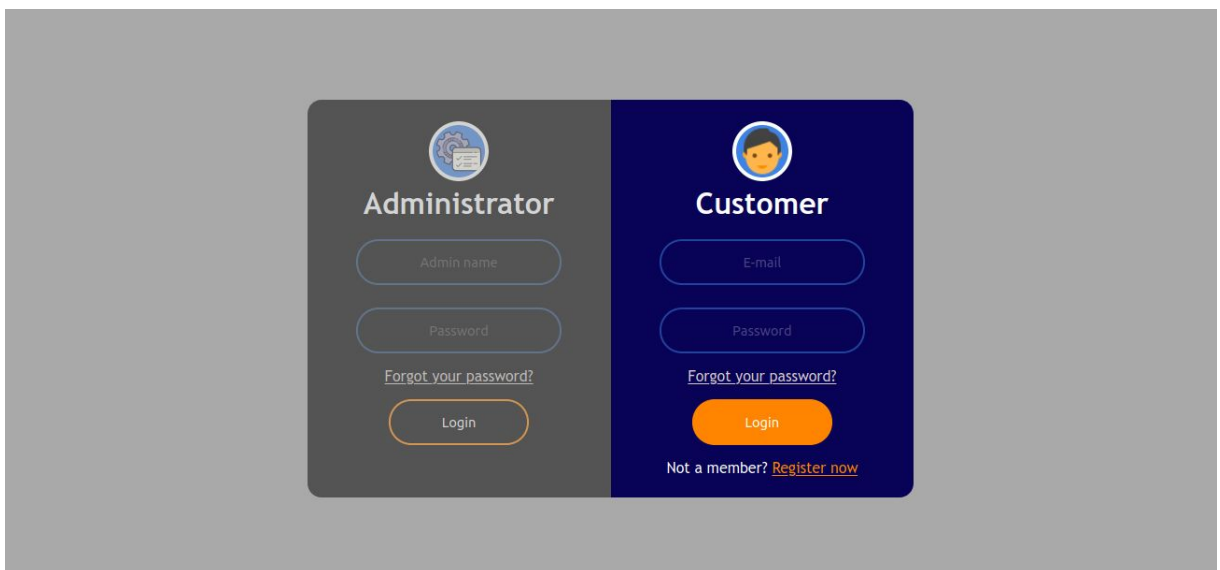 Administrator
Admin name
Password
Forgot your password?
Login
Customer
E-mail
Password
Forgot your password?
Login
Not a member? Register now